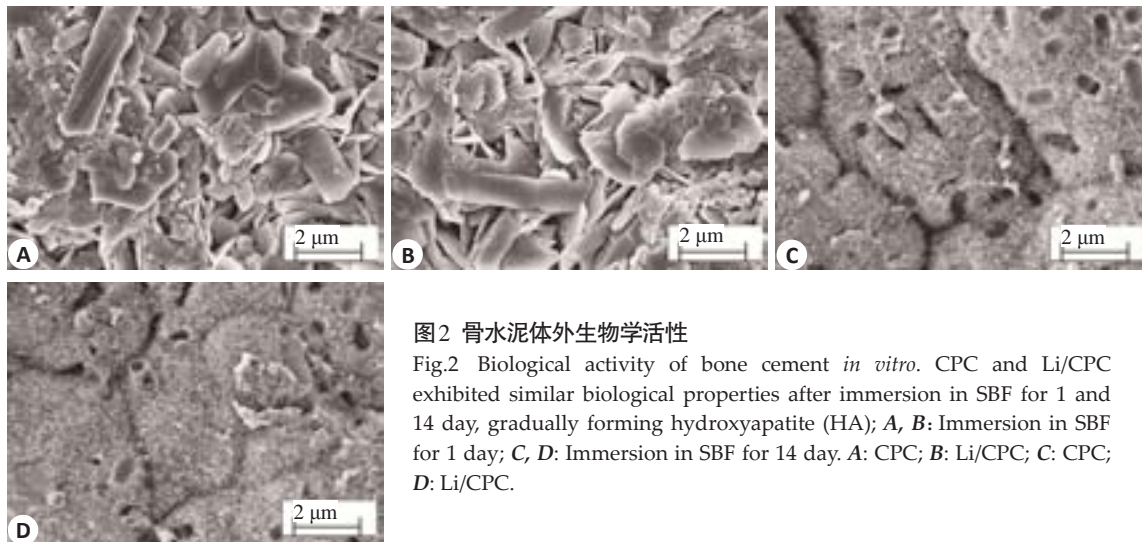 2 μm
A
2 μm
B
2 μm
C
2 μm
D
图2 骨水泥体外生物学活性
Fig.2 Biological activity of bone cement in vitro. CPC and Li/CPC
exhibited similar biological properties after immersion in SBF for 1 and
14 day, gradually forming hydroxyapatite (HA); A, B: Immersion in SBF
for 1 day; C, D: Immersion in SBF for 14 day. A: CPC; B: Li/CPC; C: CPC;
D: Li/CPC.